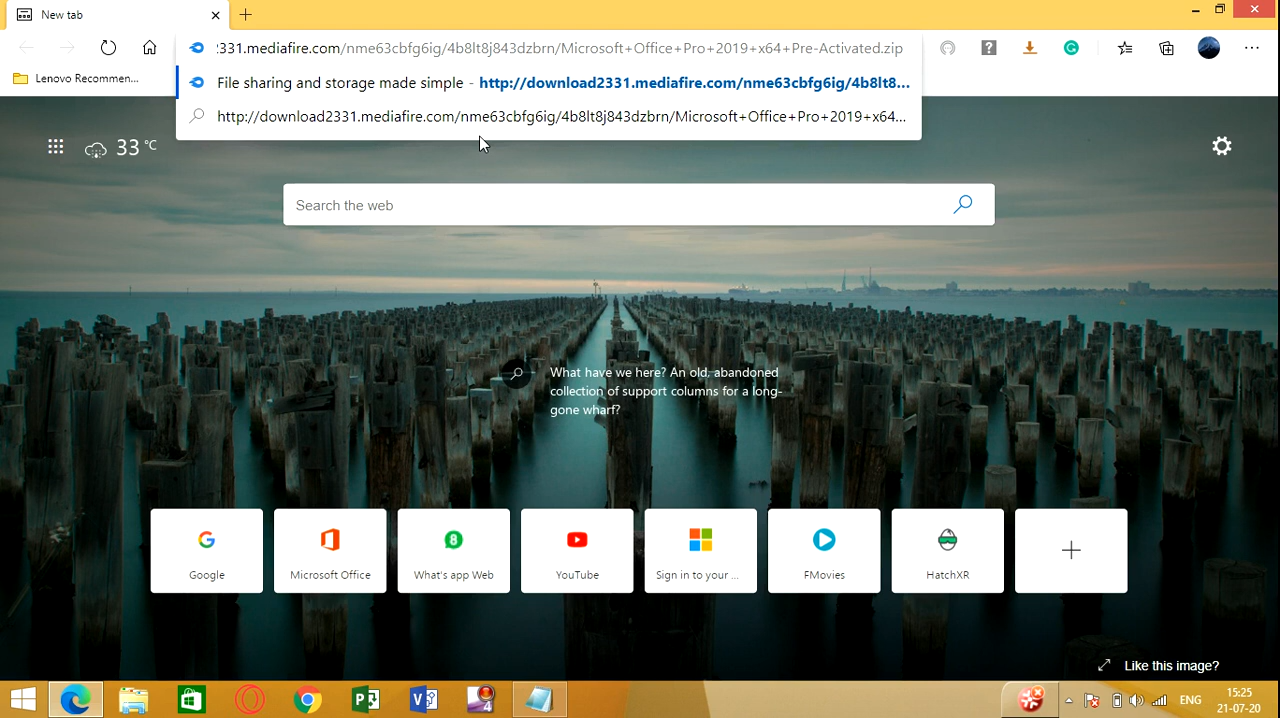 New tab
:331.mediafire.com/nme63cbfg6ig/4b8lt8j843dzbrn/Microsoft+Office+Pro+2019+x64+Pre-Activated.zip
Lenovo Recommen...
File sharing and storage made simple - http://download2331.mediafire.com/nme63cbfg6ig/4b8lt8...
http://download2331.mediafire.com/nme63cbfg6ig/4b8lt8j843dzbrn/Microsoft+Office+Pro+2019+x64...
33 °C
Search the web
What have we here? An old, abandoned
collection of support columns for a long-
gone wharf?
Google
Microsoft Office
What's app Web
YouTube
Sign in to your ...
FMovies
HatchXR
Like this image?
ENG
15:25
21-07-20